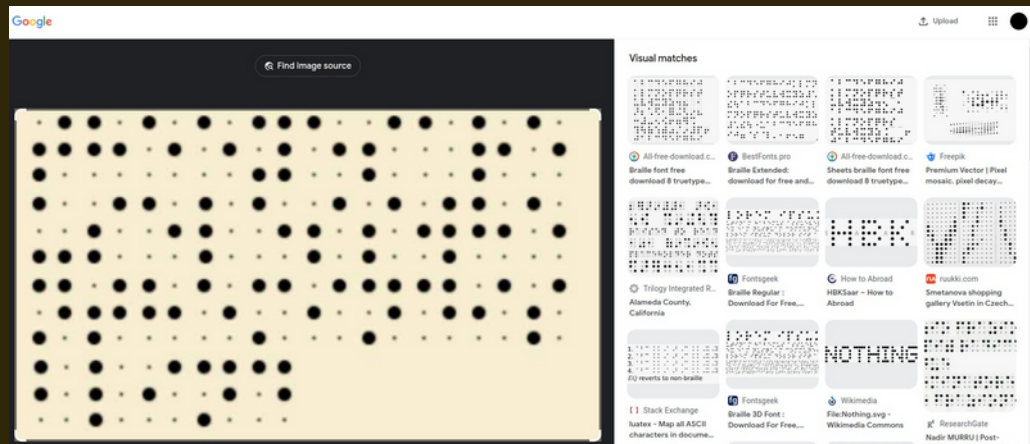 ⠞⠓⠑⠑⠽⠑⠎⠁⠗⠑
⠥⠎⠑⠇⠑⠎⠎⠺⠓⠑
⠝⠞⠓⠑⠍⠊⠝⠙⠊⠎
⠃⠇⠊⠝⠙
Google
Upload
Find image source
Visual matches
All-free-download.c...
Braille font free download 8 truetype...
BestFonts.pro
Braille Extended: download for free and...
All-free-download.c...
Sheets braille font free download 8 truetype...
Freepik
Premium Vector | Pixel mosaic. pixel decay...
Trilogy Integrated R...
Alameda County, California
Fontsgeek
Braille Regular : Download For Free,...
HBK
How to Abroad
HBKSaar – How to Abroad
ruukki.com
Smetanova shopping gallery Vsetin in Czech...
EQ reverts to non-braille
Stack Exchange
luatex - Map all ASCII characters in docume...
Fontsgeek
Braille 3D Font : Download For Free,...
NOTHING
Wikimedia
File:Nothing.svg - Wikimedia Commons
ResearchGate
Nadir MURRU | Post-